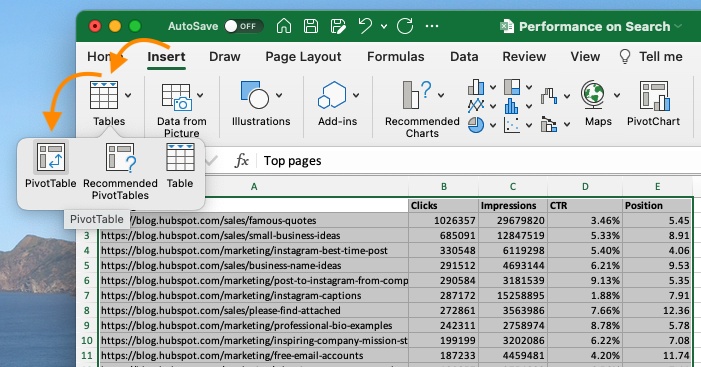 AutoSave OFF Performance on Search
Home Insert Draw Page Layout Formulas Data Review View Tell me
Tables Data from Picture Illustrations Add-ins Recommended Charts Maps PivotChart
PivotTable Recommended PivotTables Table
fx Top pages
PivotTable
A B C D E
Clicks Impressions CTR Position
https://blog.hubspot.com/sales/famous-quotes 1026357 29679820 3.46% 5.45
3 https://blog.hubspot.com/sales/small-business-ideas 685091 12847519 5.33% 8.91
4 https://blog.hubspot.com/marketing/instagram-best-time-post 330548 6119298 5.40% 4.06
5 https://blog.hubspot.com/sales/business-name-ideas 291512 4693144 6.21% 9.53
6 https://blog.hubspot.com/marketing/post-to-instagram-from-comp 290584 3181539 9.13% 5.35
7 https://blog.hubspot.com/marketing/instagram-captions 287172 15258895 1.88% 7.91
8 https://blog.hubspot.com/sales/please-find-attached 272861 3563986 7.66% 12.36
9 https://blog.hubspot.com/marketing/professional-bio-examples 242311 2758974 8.78% 5.78
10 https://blog.hubspot.com/marketing/inspiring-company-mission-st 199199 3202086 6.22% 7.08
11 https://blog.hubspot.com/marketing/free-email-accounts 187233 4459481 4.20% 11.74